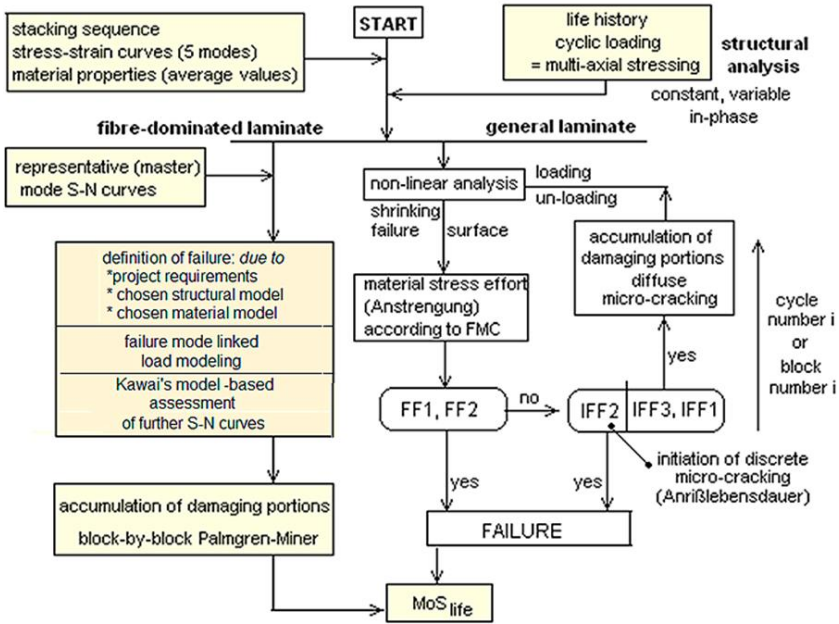 stacking sequence
stress-strain curves (5 modes)
material properties (average values)
START
life history
cyclic loading
= multi-axial stressing
structural
analysis
constant, variable
in-phase
fibre-dominated laminate
general laminate
representative (master)
mode S-N curves
non-linear analysis
loading
un-loading
shrinking
failure
surface
definition of failure: due to
*project requirements
* chosen structural model
* chosen material model
failure mode linked
load modeling
Kawai's model -based
assessment
of further S-N curves
material stress effort
(Anstrengung)
according to FMC
accumulation of
damaging portions
diffuse
micro-cracking
cycle
number i
or
block
number i
yes
FF1, FF2
no
IFF2
IFF3, IFF1
initiation of discrete
micro-cracking
(Anrißlebensdauer)
yes
yes
accumulation of damaging portions
block-by-block Palmgren-Miner
FAILURE
MoS life